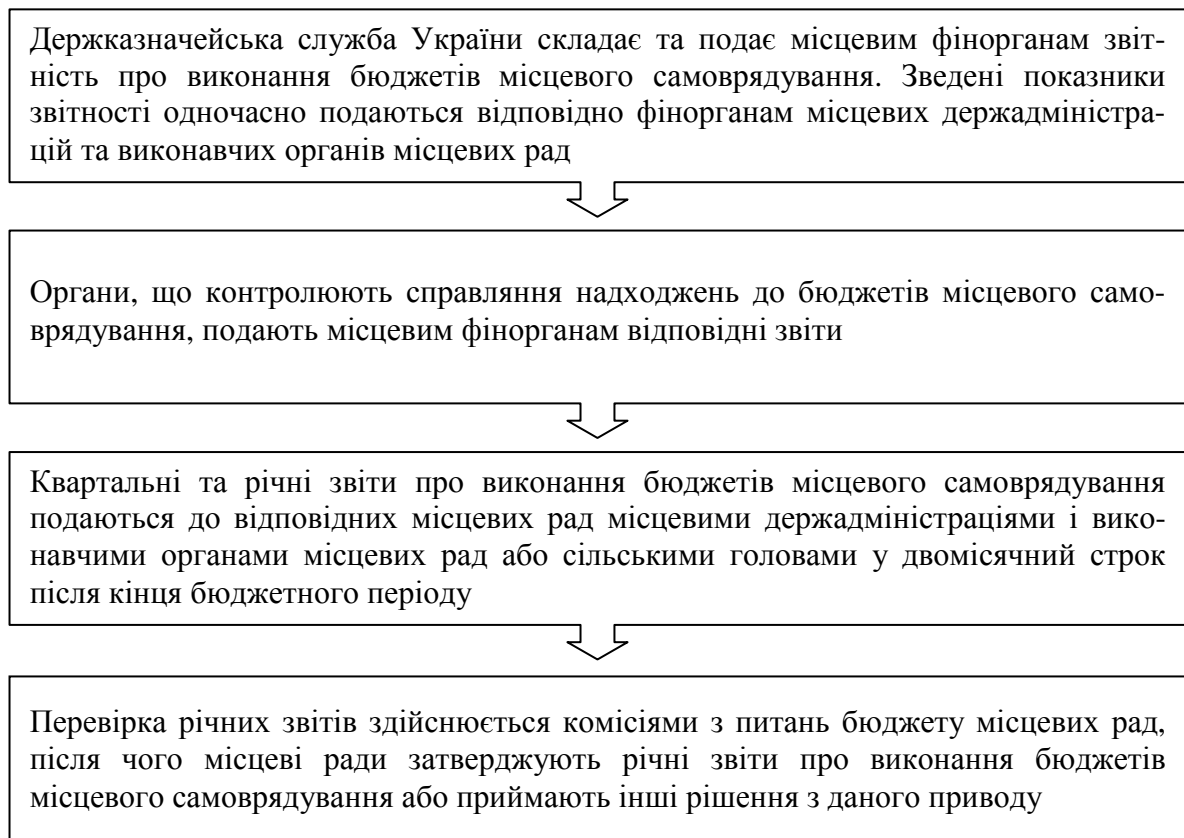 Держказначейська служба України складає та подає місцевим фінорганам звіт-
ність про виконання бюджетів місцевого самоврядування. Зведені показники
звітності одночасно подаються відповідно фінорганам місцевих держадміністра-
цій та виконавчих органів місцевих рад
Органи, що контролюють справляння надходжень до бюджетів місцевого само-
врядування, подають місцевим фінорганам відповідні звіти
Квартальні та річні звіти про виконання бюджетів місцевого самоврядування
подаються до відповідних місцевих рад місцевими держадміністраціями і вико-
навчими органами місцевих рад або сільськими головами у двомісячний строк
після кінця бюджетного періоду
Перевірка річних звітів здійснюється комісіями з питань бюджету місцевих рад,
після чого місцеві ради затверджують річні звіти про виконання бюджетів
місцевого самоврядування або приймають інші рішення з даного приводу